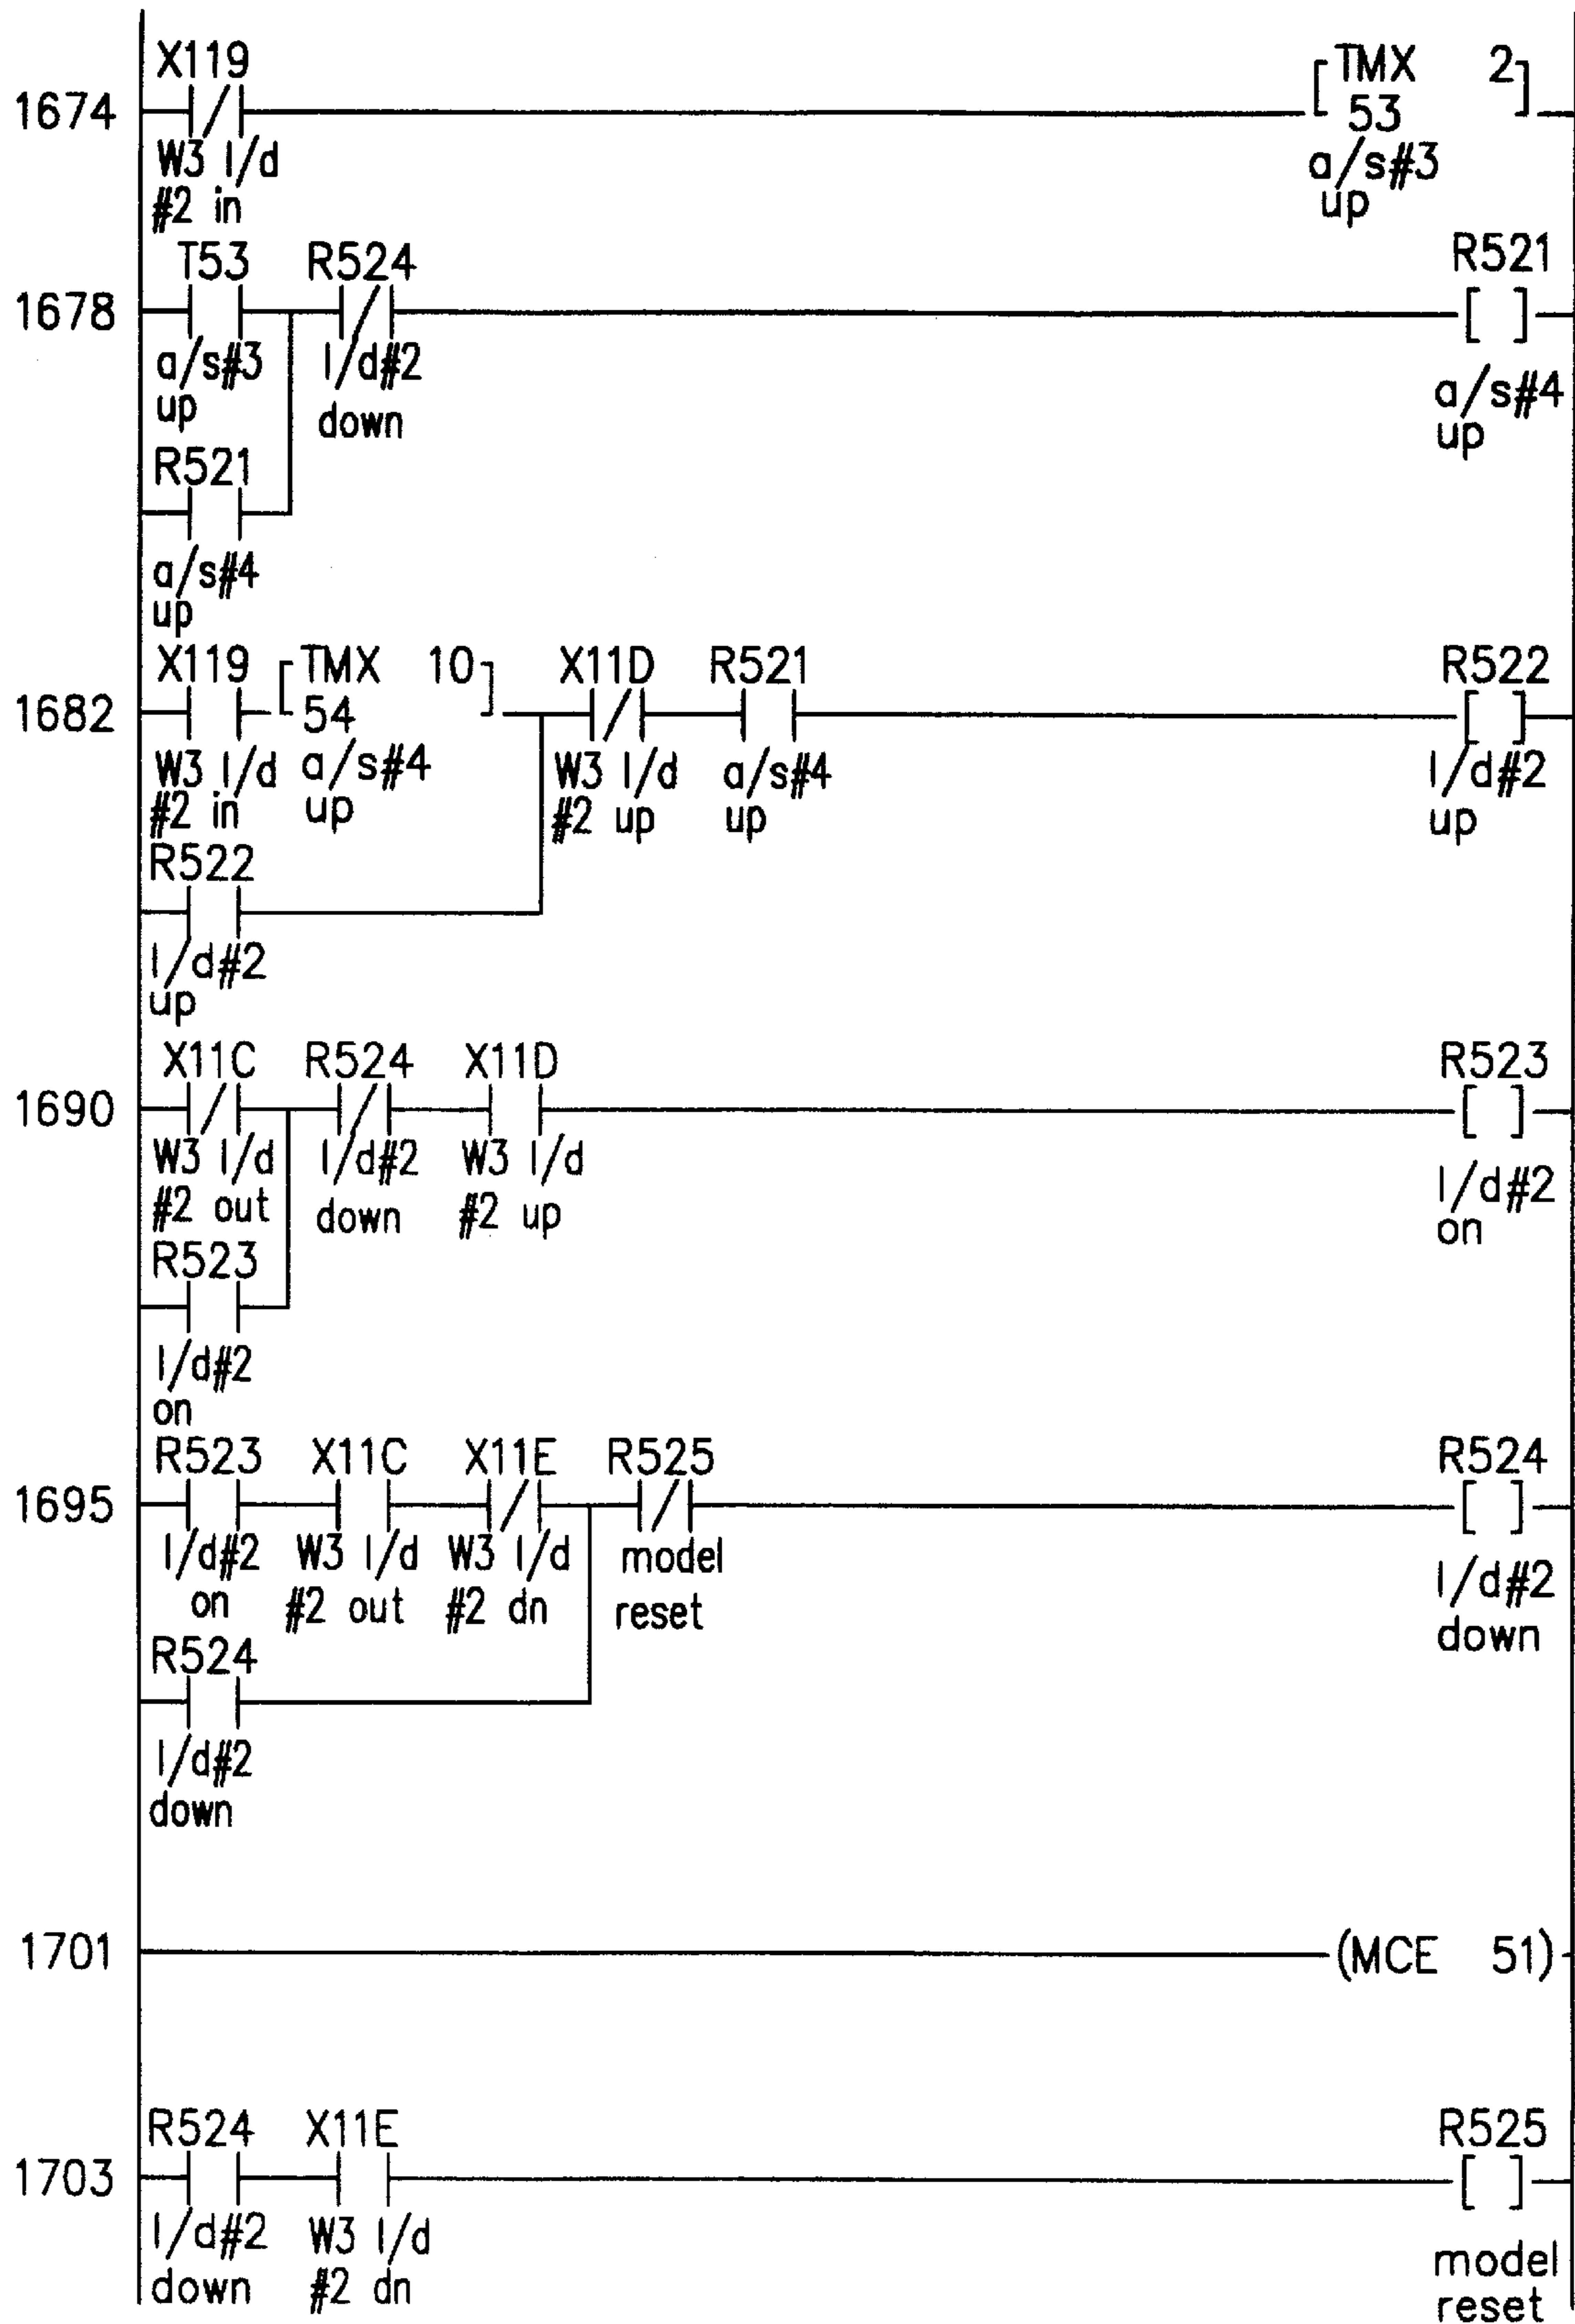 X119
TMX 2
1674
53
W3 l/d
#2 in
a/s#3
up
T53 R524
R521
1678
a/s#3
up
l/d#2
down
a/s#4
up
R521
a/s#4
up
X119
TMX 10
X11D R521
R522
1682
54
W3 l/d
#2 in
a/s#4
up
W3 l/d
#2 up
a/s#4
up
l/d#2
up
R522
l/d#2
up
X11C R524 X11D
R523
1690
W3 l/d
#2 out
l/d#2
down
W3 l/d
#2 up
l/d#2
on
R523
l/d#2
on
R523 X11C X11E R525
R524
1695
l/d#2
on
W3 l/d
#2 out
W3 l/d
#2 dn
model
reset
l/d#2
down
R524
l/d#2
down
1701
(MCE 51)
R524 X11E
R525
1703
l/d#2
down
W3 l/d
#2 dn
model
reset